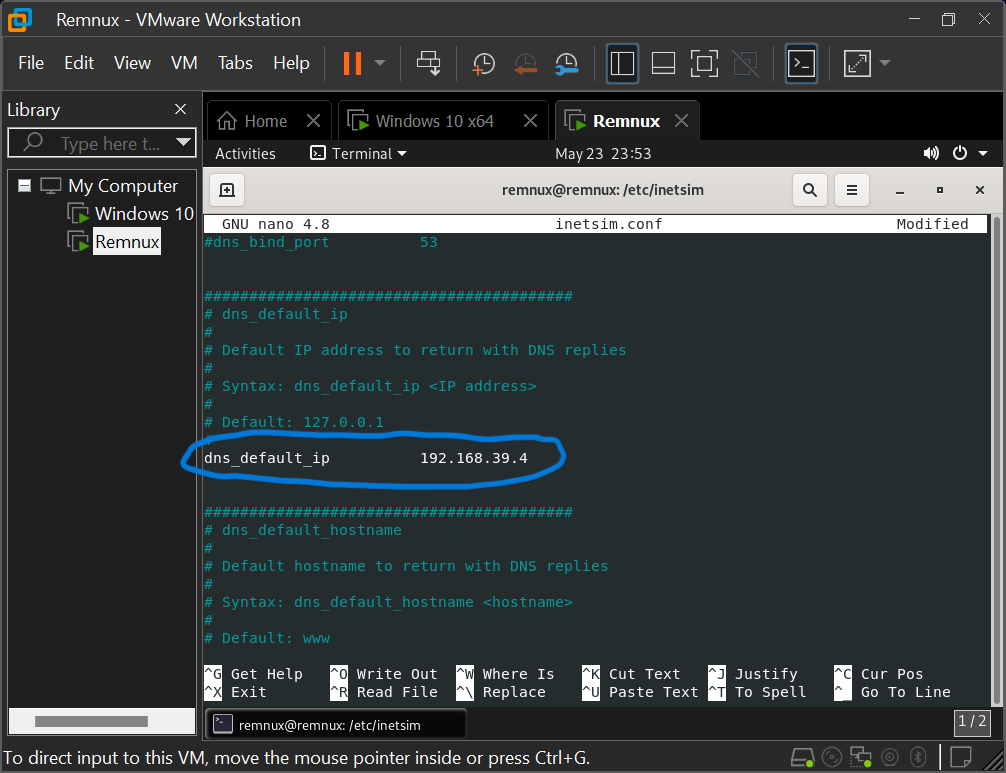 Remnux - VMware Workstation
File Edit View VM Tabs Help
Library
Type here t...
My Computer
Windows 10
Remnux
Home
Windows 10 x64
Remnux
Activities
Terminal
May 23 23:53
remnux@remnux: /etc/inetsim
GNU nano 4.8 inetsim.conf Modified
#dns_bind_port 53
#########################################
# dns_default_ip
#
# Default IP address to return with DNS replies
#
# Syntax: dns_default_ip <IP address>
#
# Default: 127.0.0.1
#
dns_default_ip 192.168.39.4
#########################################
# dns_default_hostname
#
# Default hostname to return with DNS replies
#
# Syntax: dns_default_hostname <hostname>
#
# Default: www
^G Get Help ^O Write Out ^W Where Is ^K Cut Text ^J Justify ^C Cur Pos
^X Exit ^R Read File ^\ Replace ^U Paste Text ^T To Spell ^_ Go To Line
remnux@remnux: /etc/inetsim
1 / 2
To direct input to this VM, move the mouse pointer inside or press Ctrl+G.